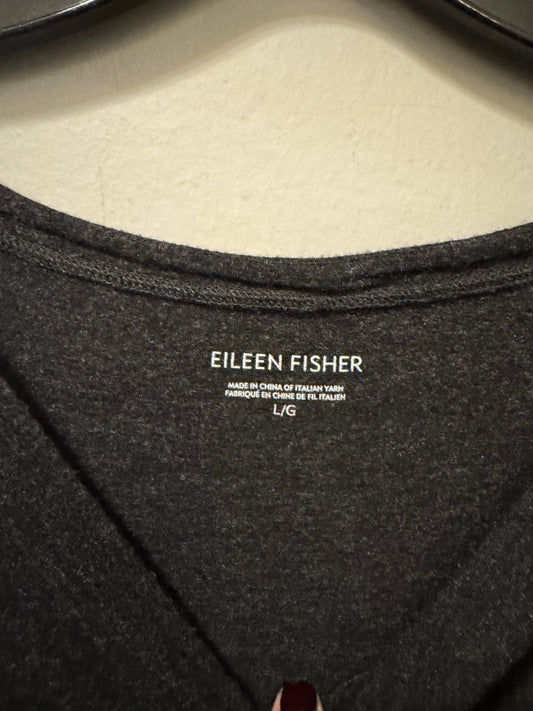 EILEEN FISHER
MADE IN CHINA OF ITALIAN YARN
FABRIQUÉ EN CHINE DE FIL ITALIEN
L/G